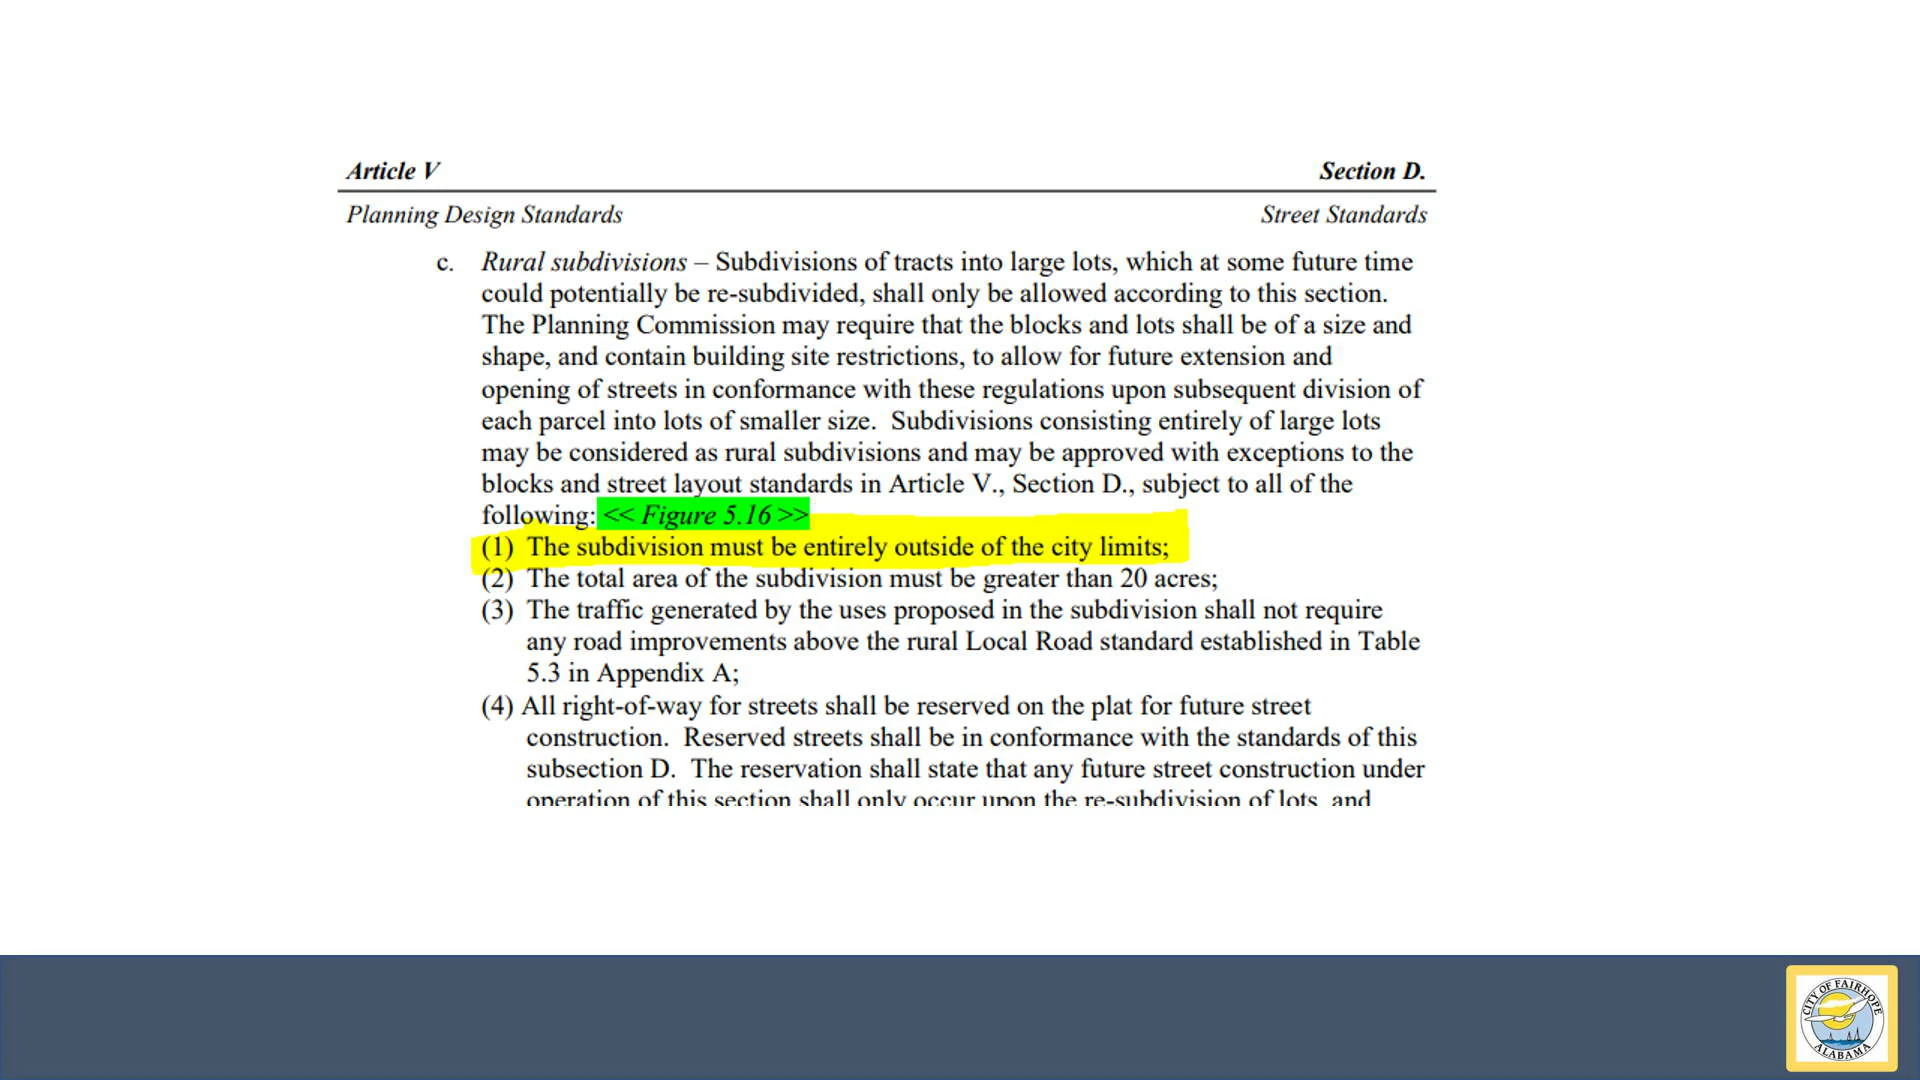 Article V Section D.
Planning Design Standards Street Standards
c. Rural subdivisions – Subdivisions of tracts into large lots, which at some future time
could potentially be re-subdivided, shall only be allowed according to this section.
The Planning Commission may require that the blocks and lots shall be of a size and
shape, and contain building site restrictions, to allow for future extension and
opening of streets in conformance with these regulations upon subsequent division of
each parcel into lots of smaller size. Subdivisions consisting entirely of large lots
may be considered as rural subdivisions and may be approved with exceptions to the
blocks and street layout standards in Article V., Section D., subject to all of the
following: << Figure 5.16 >>
(1) The subdivision must be entirely outside of the city limits;
(2) The total area of the subdivision must be greater than 20 acres;
(3) The traffic generated by the uses proposed in the subdivision shall not require
any road improvements above the rural Local Road standard established in Table
5.3 in Appendix A;
(4) All right-of-way for streets shall be reserved on the plat for future street
construction. Reserved streets shall be in conformance with the standards of this
subsection D. The reservation shall state that any future street construction under
operation of this section shall only occur upon the re-subdivision of lots and
CITY OF FAIRHOPE
ALABAMA